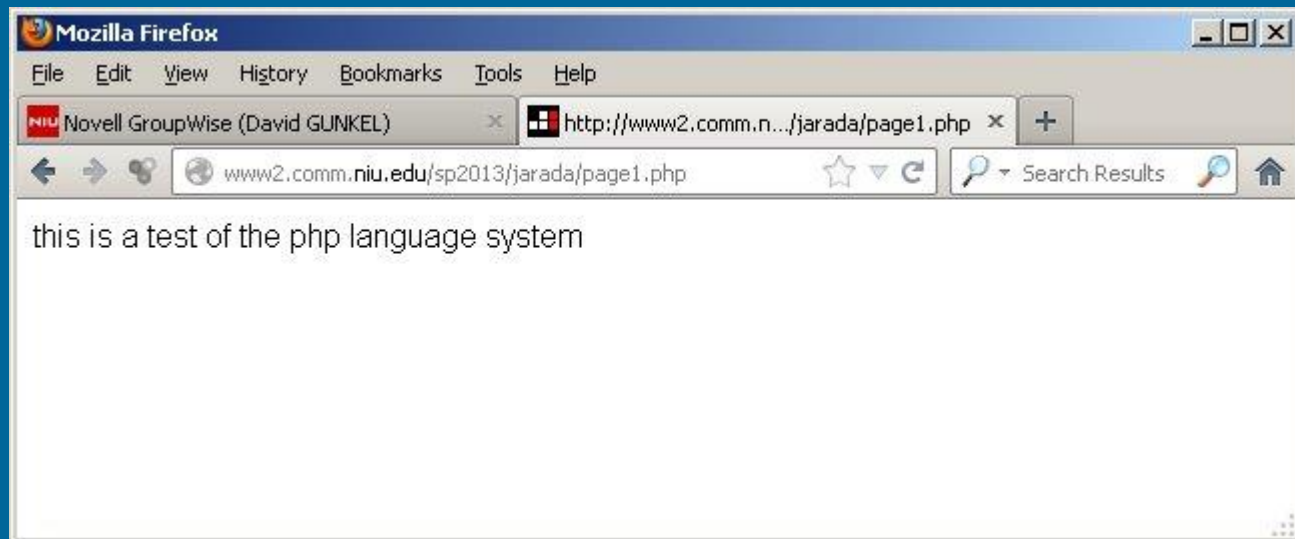 Mozilla Firefox
File Edit View History Bookmarks Tools Help
NIU Novell GroupWise (David GUNKEL) http://www2.comm.n.../jarada/page1.php
www2.comm.niu.edu/sp2013/jarada/page1.php Search Results
this is a test of the php language system